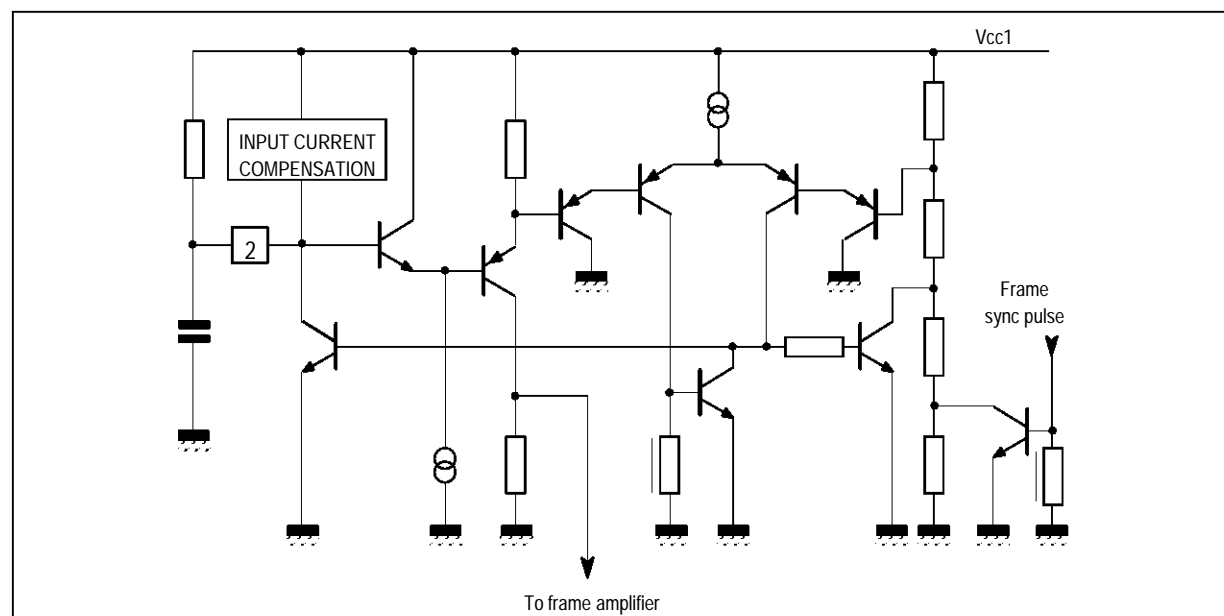 Vcc1
INPUT CURRENT
COMPENSATION
2
Frame
sync pulse
To frame amplifier